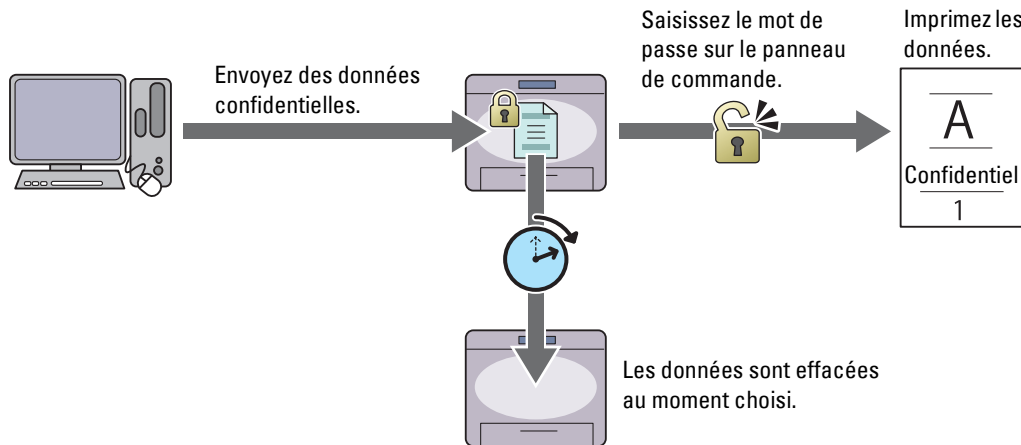 Envoyez des données
confidentielles.
Saisissez le mot de
passe sur le panneau
de commande.
Imprimez les
données.
A
Confidentiel
1
Les données sont effacées
au moment choisi.